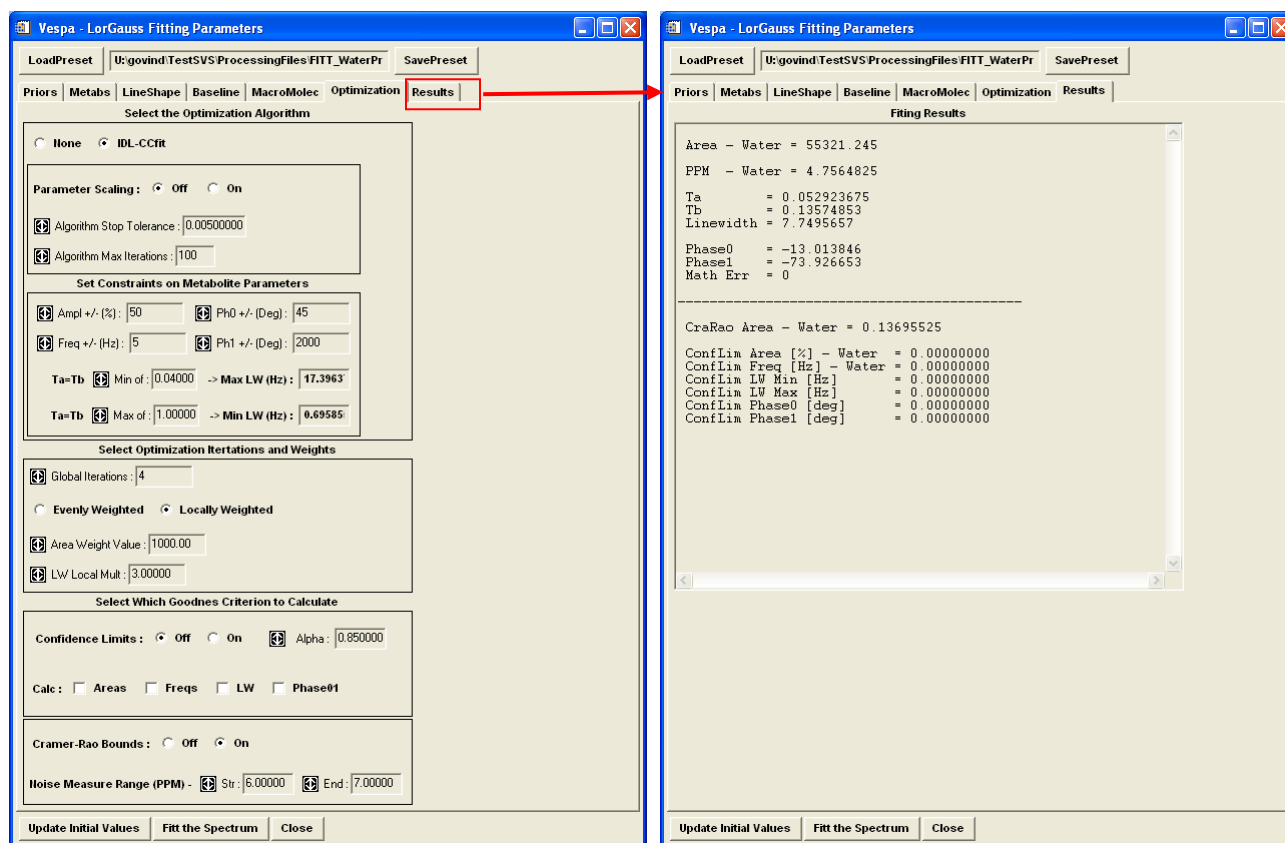 Vespa - LorGauss Fitting Parameters
LoadPreset U:\govind\TestSVS\ProcessingFiles\FITT_WaterPr SavePreset
Priors Metabs LineShape Baseline MacroMolec Optimization Results
Select the Optimization Algorithm
None IDL-CCfit
Parameter Scaling : Off On
Algorithm Stop Tolerance : 0.00500000
Algorithm Max Iterations : 100
Set Constraints on Metabolite Parameters
Ampl +/- (%) : 50 Ph0 +/- (Deg) : 45
Freq +/- (Hz) : 5 Ph1 +/- (Deg) : 2000
Ta=Tb Min of : 0.04000 -> Max LW (Hz) : 17.3963
Ta=Tb Max of : 1.00000 -> Min LW (Hz) : 0.69585
Select Optimization Itertations and Weights
Global Iterations : 4
Evenly Weighted Locally Weighted
Area Weight Value : 1000.00
LW Local Mult : 3.00000
Select Which Goodnes Criterion to Calculate
Confidence Limits : Off On Alpha : 0.850000
Calc : Areas Freqs LW Phase01
Cramer-Rao Bounds : Off On
Noise Measure Range (PPM) - Str : 6.00000 End : 7.00000
Update Initial Values Fitt the Spectrum Close
Vespa - LorGauss Fitting Parameters
LoadPreset U:\govind\TestSVS\ProcessingFiles\FITT_WaterPr SavePreset
Priors Metabs LineShape Baseline MacroMolec Optimization Results
Fiting Results
Area - Water = 55321.245
PPM - Water = 4.7564825
Ta = 0.052923675
Tb = 0.13574853
Linewidth = 7.7495657
Phase0 = -13.013846
Phase1 = -73.926653
Math Err = 0
CraRao Area - Water = 0.13695525
ConfLim Area [%] - Water = 0.00000000
ConfLim Freq [Hz] - Water = 0.00000000
ConfLim LW Min [Hz] = 0.00000000
ConfLim LW Max [Hz] = 0.00000000
ConfLim Phase0 [deg] = 0.00000000
ConfLim Phase1 [deg] = 0.00000000
Update Initial Values Fitt the Spectrum Close